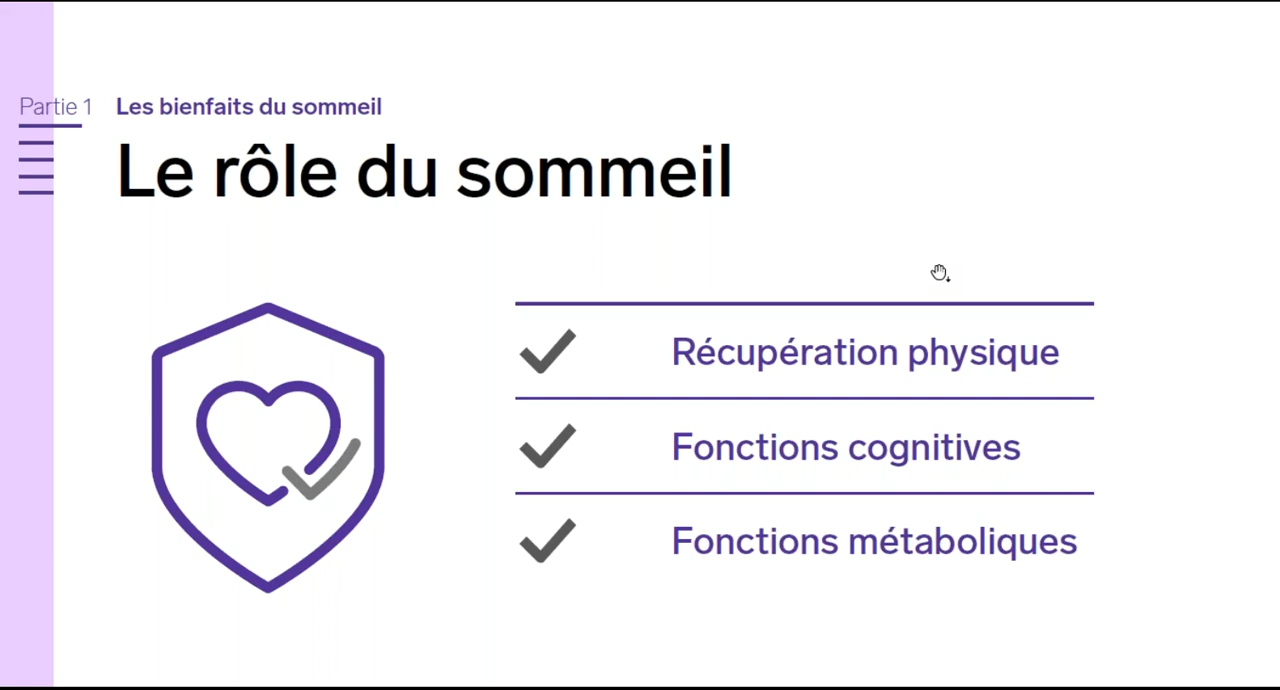 Partie 1 Les bienfaits du sommeil
Le rôle du sommeil
Récupération physique
Fonctions cognitives
Fonctions métaboliques